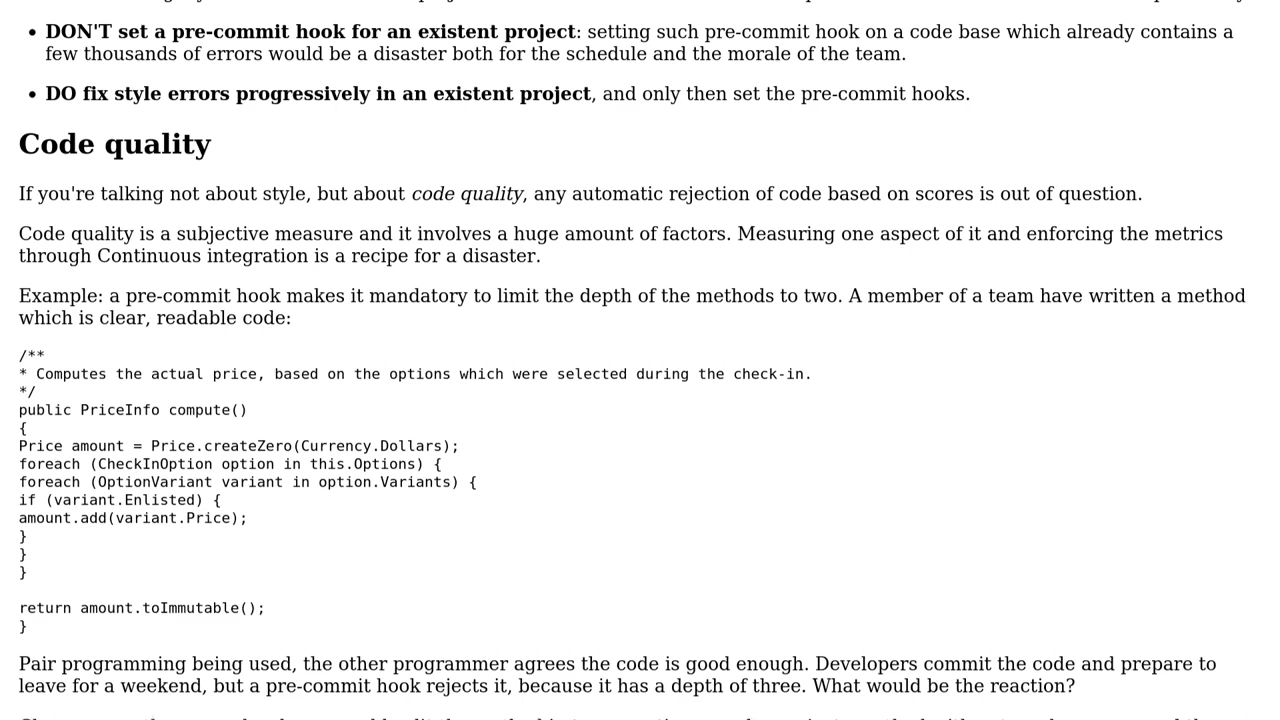 • DON'T set a pre-commit hook for an existent project: setting such pre-commit hook on a code base which already contains a
few thousands of errors would be a disaster both for the schedule and the morale of the team.
• DO fix style errors progressively in an existent project, and only then set the pre-commit hooks.
Code quality
If you're talking not about style, but about code quality, any automatic rejection of code based on scores is out of question.
Code quality is a subjective measure and it involves a huge amount of factors. Measuring one aspect of it and enforcing the metrics
through Continuous integration is a recipe for a disaster.
Example: a pre-commit hook makes it mandatory to limit the depth of the methods to two. A member of a team have written a method
which is clear, readable code:
/**
* Computes the actual price, based on the options which were selected during the check-in.
*/
public PriceInfo compute()
{
Price amount = Price.createZero(Currency.Dollars);
foreach (CheckInOption option in this.Options) {
foreach (OptionVariant variant in option.Variants) {
if (variant.Enlisted) {
amount.add(variant.Price);
}
}
}
return amount.toImmutable();
}
Pair programming being used, the other programmer agrees the code is good enough. Developers commit the code and prepare to
leave for a weekend, but a pre-commit hook rejects it, because it has a depth of three. What would be the reaction?